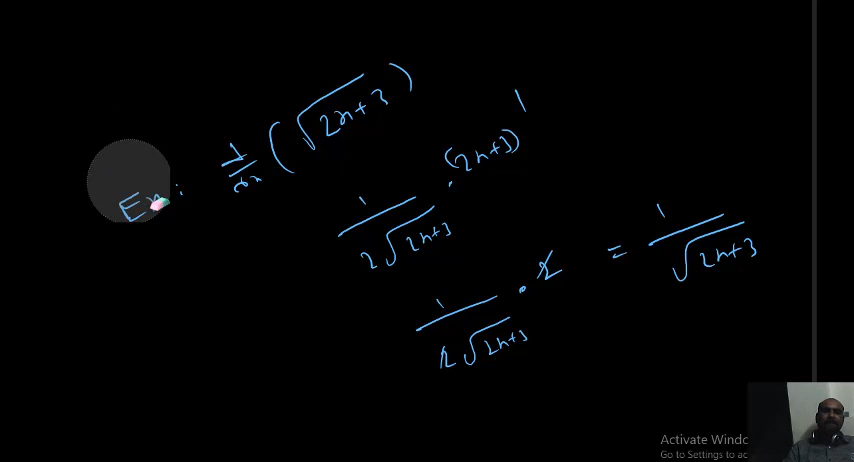 Ex: d/dx (√2x+3)
1/2√2x+3 · (2x+3)'
1/2√2x+3 · 2 = 1/√2x+3
Activate Windo
Go to Settings to ac